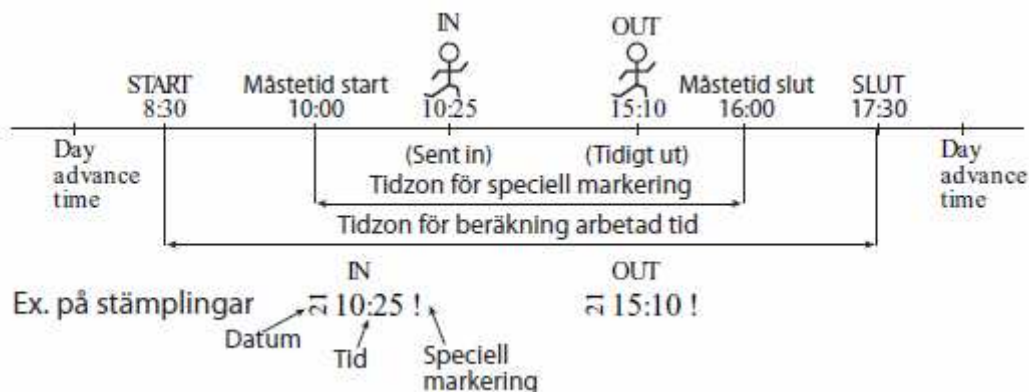 IN OUT
START Måstetid start Måstetid slut SLUT
8:30 10:00 10:25 15:10 16:00 17:30
Day advance time
(Sent in) (Tidigt ut)
Day advance time
Tidzon för speciell markering
Tidzon för beräkning arbetad tid
IN OUT
Ex. på stämplingar 21 10:25 ! 21 15:10 !
Datum
Tid
Speciell
markering